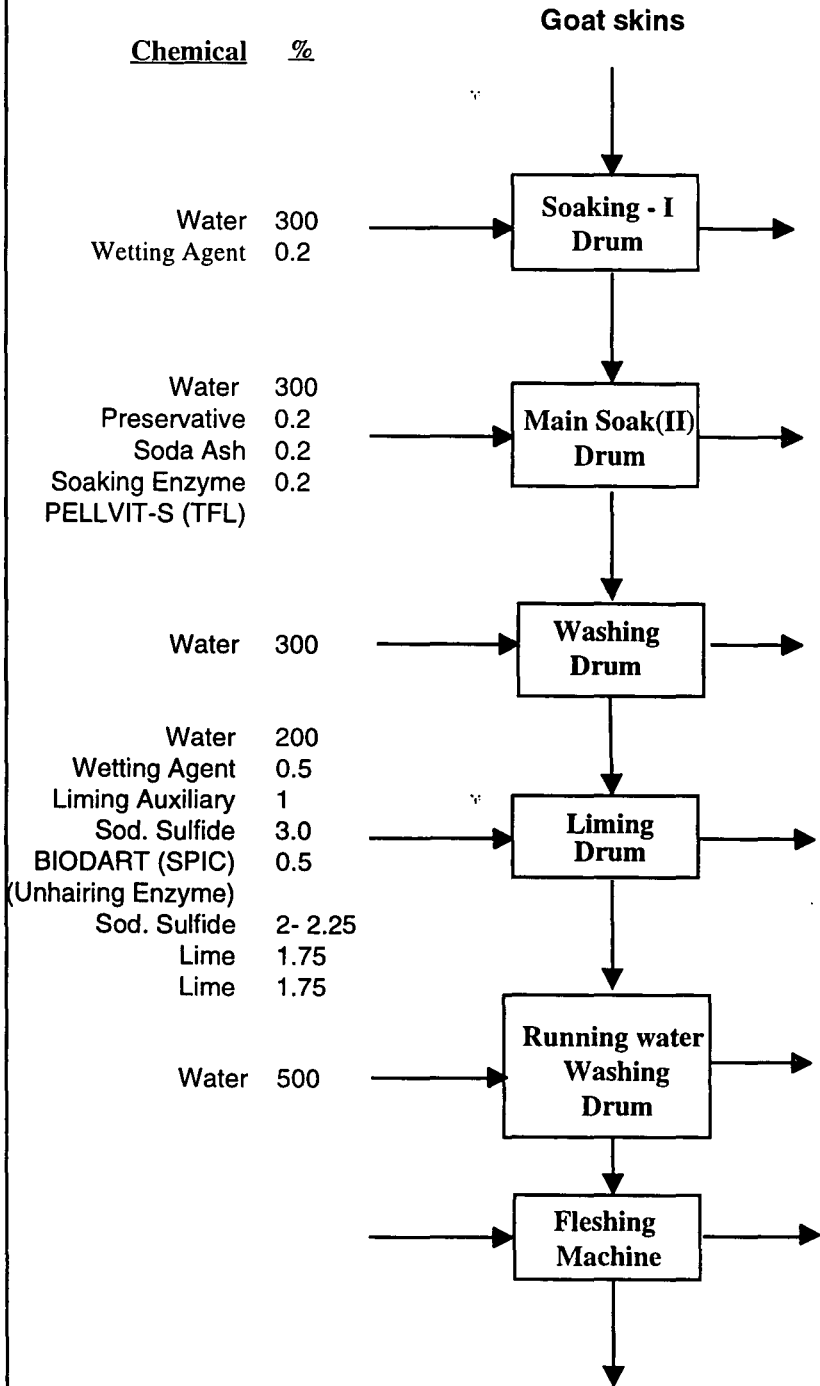 Goat skins
Chemical %
Soaking - I
Drum
Water 300
Wetting Agent 0.2
Water 300
Preservative 0.2
Soda Ash 0.2
Soaking Enzyme 0.2
PELLVIT-S (TFL)
Main Soak(II)
Drum
Water 300
Washing
Drum
Water 200
Wetting Agent 0.5
Liming Auxiliary 1
Sod. Sulfide 3.0
BIODART (SPIC) 0.5
(Unhairing Enzyme)
Sod. Sulfide 2- 2.25
Lime 1.75
Lime 1.75
Liming
Drum
Water 500
Running water
Washing
Drum
Fleshing
Machine